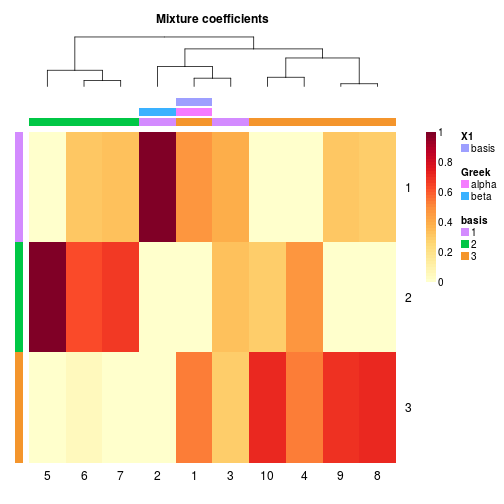 Mixture coefficients
1
2
3
5 6 7 2 1 3 10 4 9 8
1
0.8
0.6
0.4
0.2
0
X1
basis
Greek
alpha
beta
basis
1
2
3